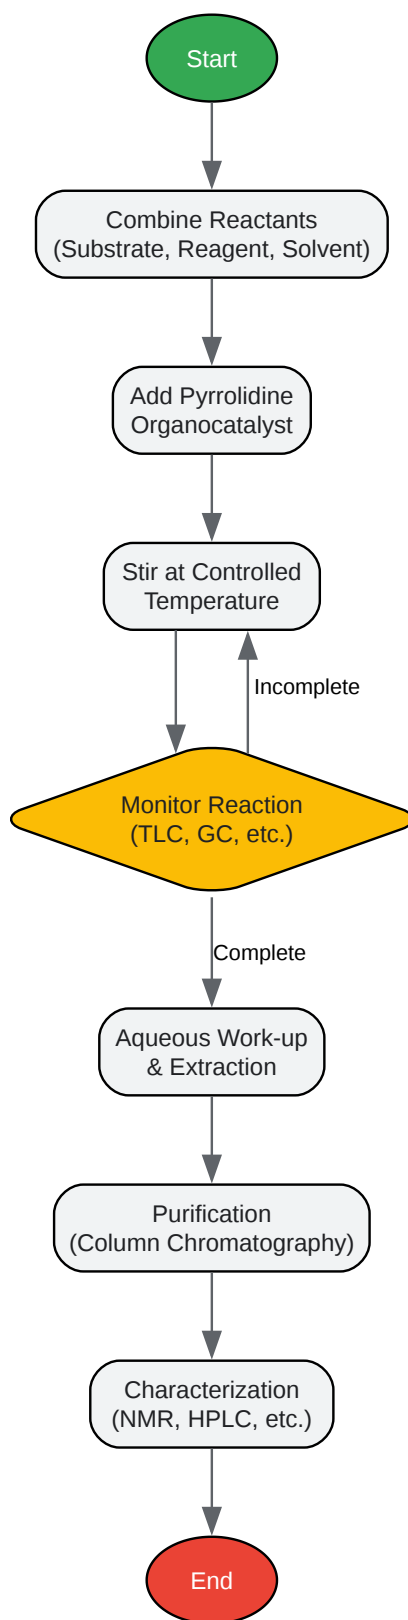 Start
Combine Reactants
(Substrate, Reagent, Solvent)
Add Pyrrolidine
Organocatalyst
Stir at Controlled
Temperature
Incomplete
Monitor Reaction
(TLC, GC, etc.)
Complete
Aqueous Work-up
& Extraction
Purification
(Column Chromatography)
Characterization
(NMR, HPLC, etc.)
End